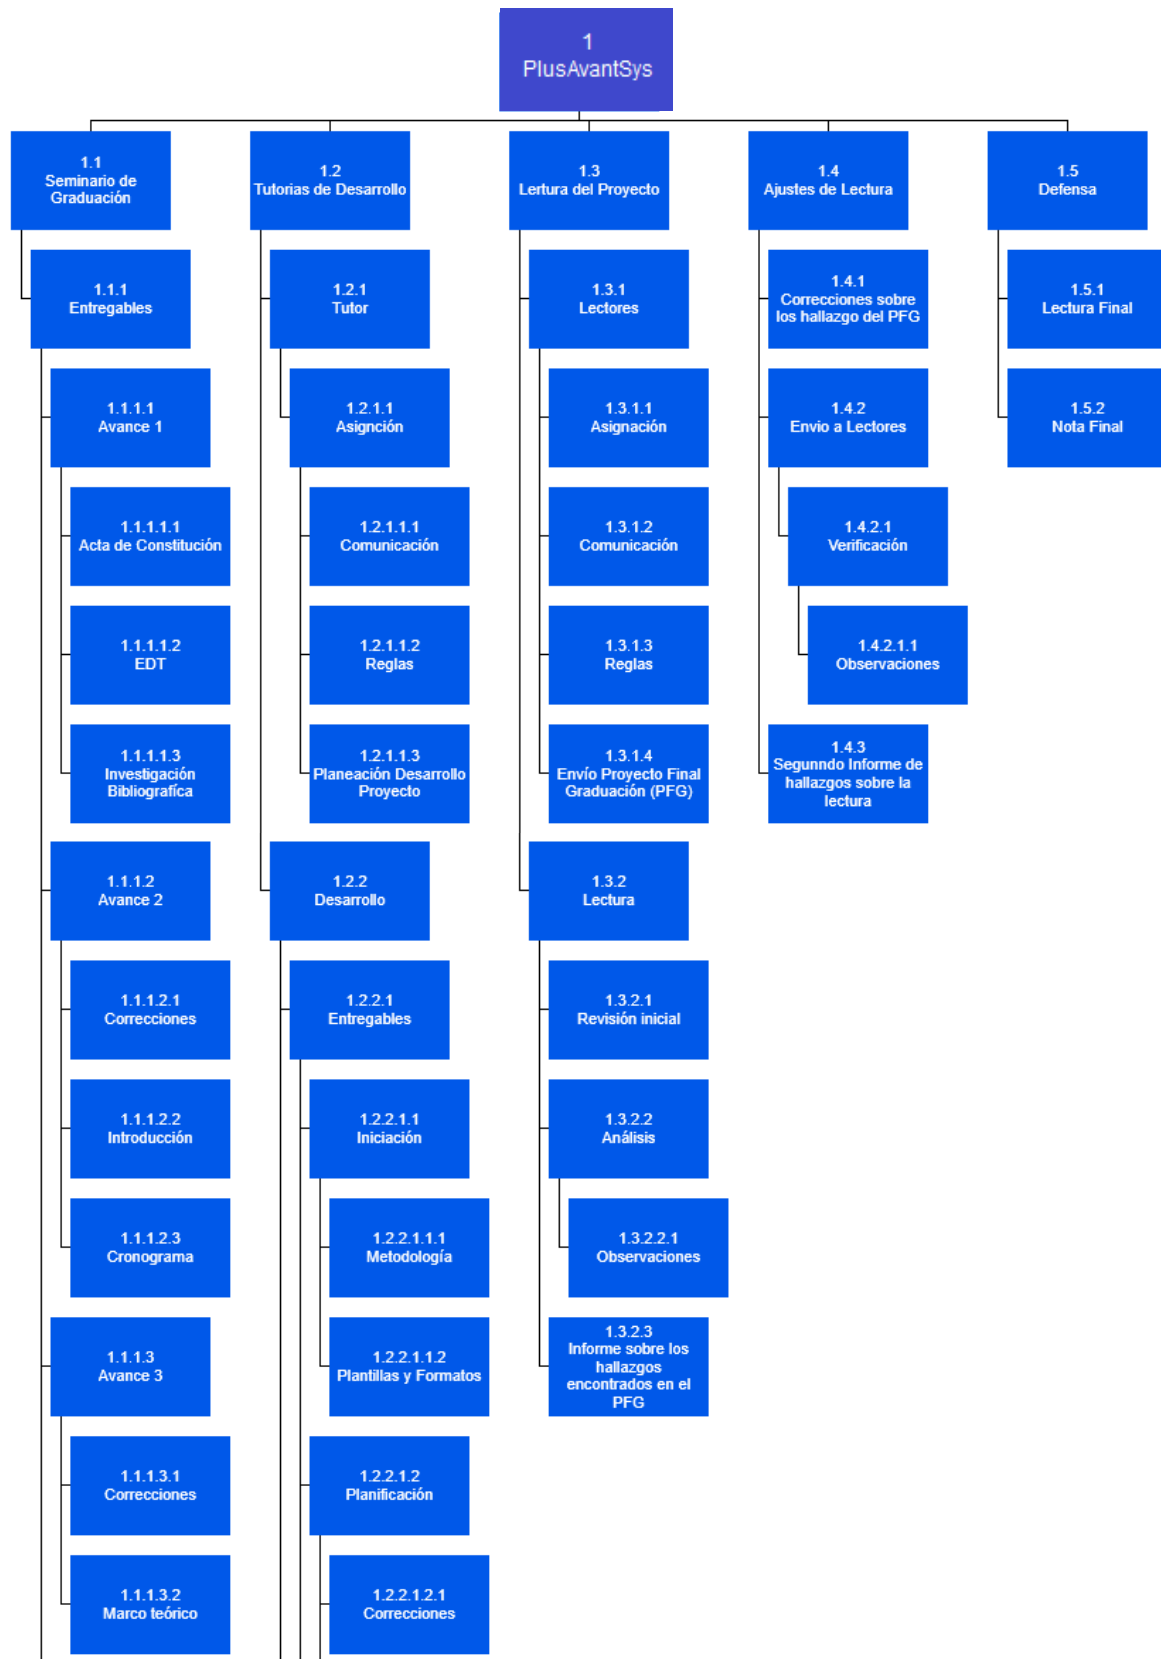 1
PlusAvantSys
1.1
Seminario de
Graduación
1.1.1
Entregables
1.1.1.1
Avance 1
1.1.1.1.1
Acta de Constitución
1.1.1.1.2
EDT
1.1.1.1.3
Investigación
Bibliografíca
1.1.1.2
Avance 2
1.1.1.2.1
Correcciones
1.1.1.2.2
Introducción
1.1.1.2.3
Cronograma
1.1.1.3
Avance 3
1.1.1.3.1
Correcciones
1.1.1.3.2
Marco teórico
1.2
Tutorias de Desarrollo
1.2.1
Tutor
1.2.1.1
Asignción
1.2.1.1.1
Comunicación
1.2.1.1.2
Reglas
1.2.1.1.3
Planeación Desarrollo
Proyecto
1.2.2
Desarrollo
1.2.2.1
Entregables
1.2.2.1.1
Iniciación
1.2.2.1.1.1
Metodología
1.2.2.1.1.2
Plantillas y Formatos
1.2.2.1.2
Planificación
1.2.2.1.2.1
Correcciones
1.3
Lertura del Proyecto
1.3.1
Lectores
1.3.1.1
Asignación
1.3.1.2
Comunicación
1.3.1.3
Reglas
1.3.1.4
Envío Proyecto Final
Graduación (PFG)
1.3.2
Lectura
1.3.2.1
Revisión inicial
1.3.2.2
Análisis
1.3.2.2.1
Observaciones
1.3.2.3
Informe sobre los
hallazgos
encontrados en el
PFG
1.4
Ajustes de Lectura
1.4.1
Correcciones sobre
los hallazgo del PFG
1.4.2
Envio a Lectores
1.4.2.1
Verificación
1.4.2.1.1
Observaciones
1.4.3
Segunndo Informe de
hallazgos sobre la
lectura
1.5
Defensa
1.5.1
Lectura Final
1.5.2
Nota Final